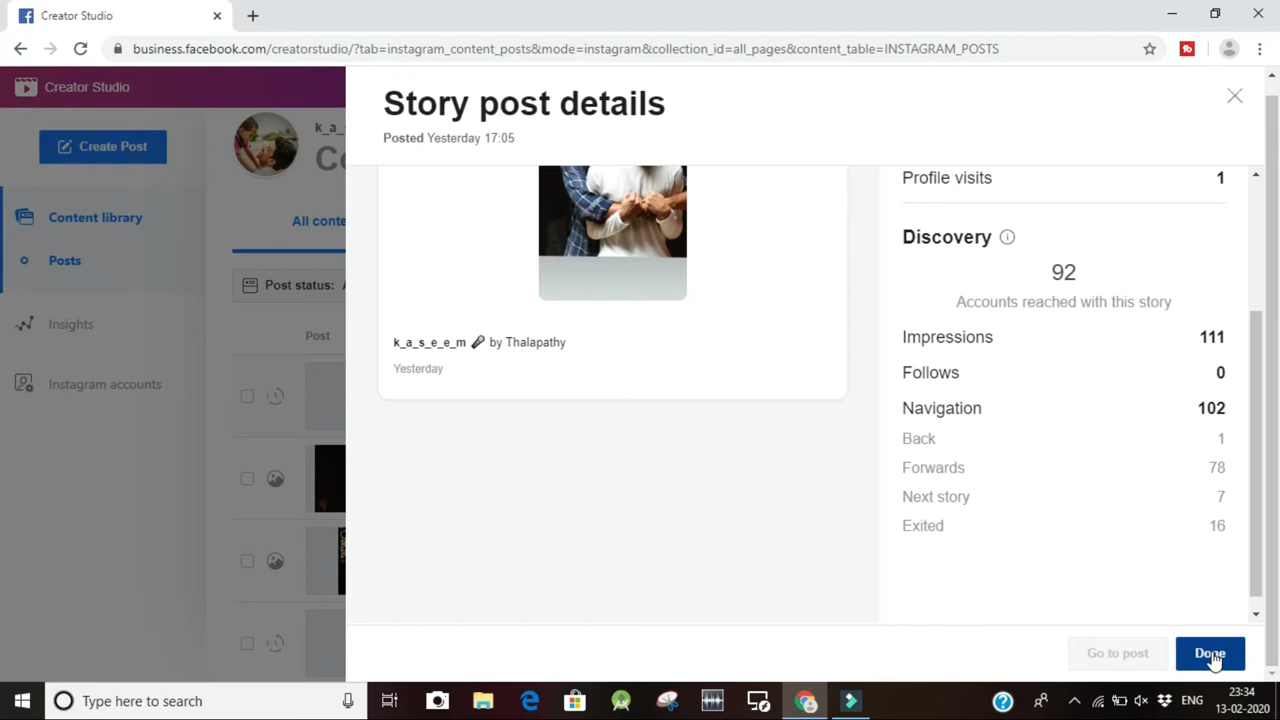 Creator Studio
business.facebook.com/creatorstudio/?tab=instagram_content_posts&mode=instagram&collection_id=all_pages&content_table=INSTAGRAM_POSTS
Creator Studio
Create Post
Content library
Posts
Insights
Instagram accounts
k_a_s
Co
All conte
Post status: A
Post
Story post details
Posted Yesterday 17:05
k_a_s_e_e_m 🎤 by Thalapathy
Yesterday
Profile visits 1
Discovery
92
Accounts reached with this story
Impressions 111
Follows 0
Navigation 102
Back 1
Forwards 78
Next story 7
Exited 16
Go to post
Done
Type here to search
ENG
23:34
13-02-2020